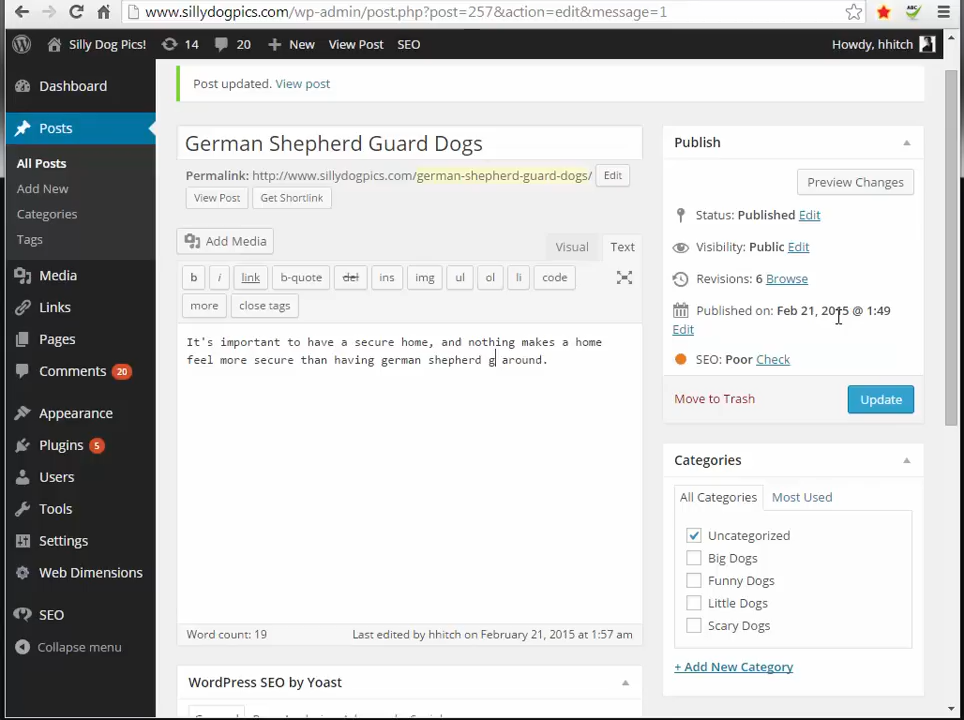 www.sillydogpics.com/wp-admin/post.php?post=257&action=edit&message=1
ABC
Silly Dog Pics! 14 20 New View Post SEO Howdy, hhitch
Dashboard
Posts
All Posts
Add New
Categories
Tags
Media
Links
Pages
Comments 20
Appearance
Plugins 5
Users
Tools
Settings
Web Dimensions
SEO
Collapse menu
Post updated. View post
German Shepherd Guard Dogs
Permalink: http://www.sillydogpics.com/german-shepherd-guard-dogs/ Edit
View Post Get Shortlink
Add Media Visual Text
b i link b-quote del ins img ul ol li code
more close tags
It's important to have a secure home, and nothing makes a home
feel more secure than having german shepherd g around.
Word count: 19 Last edited by hhitch on February 21, 2015 at 1:57 am
WordPress SEO by Yoast
Publish
Preview Changes
Status: Published Edit
Visibility: Public Edit
Revisions: 6 Browse
Published on: Feb 21, 2015 @ 1:49
Edit
SEO: Poor Check
Move to Trash Update
Categories
All Categories Most Used
Uncategorized
Big Dogs
Funny Dogs
Little Dogs
Scary Dogs
+ Add New Category